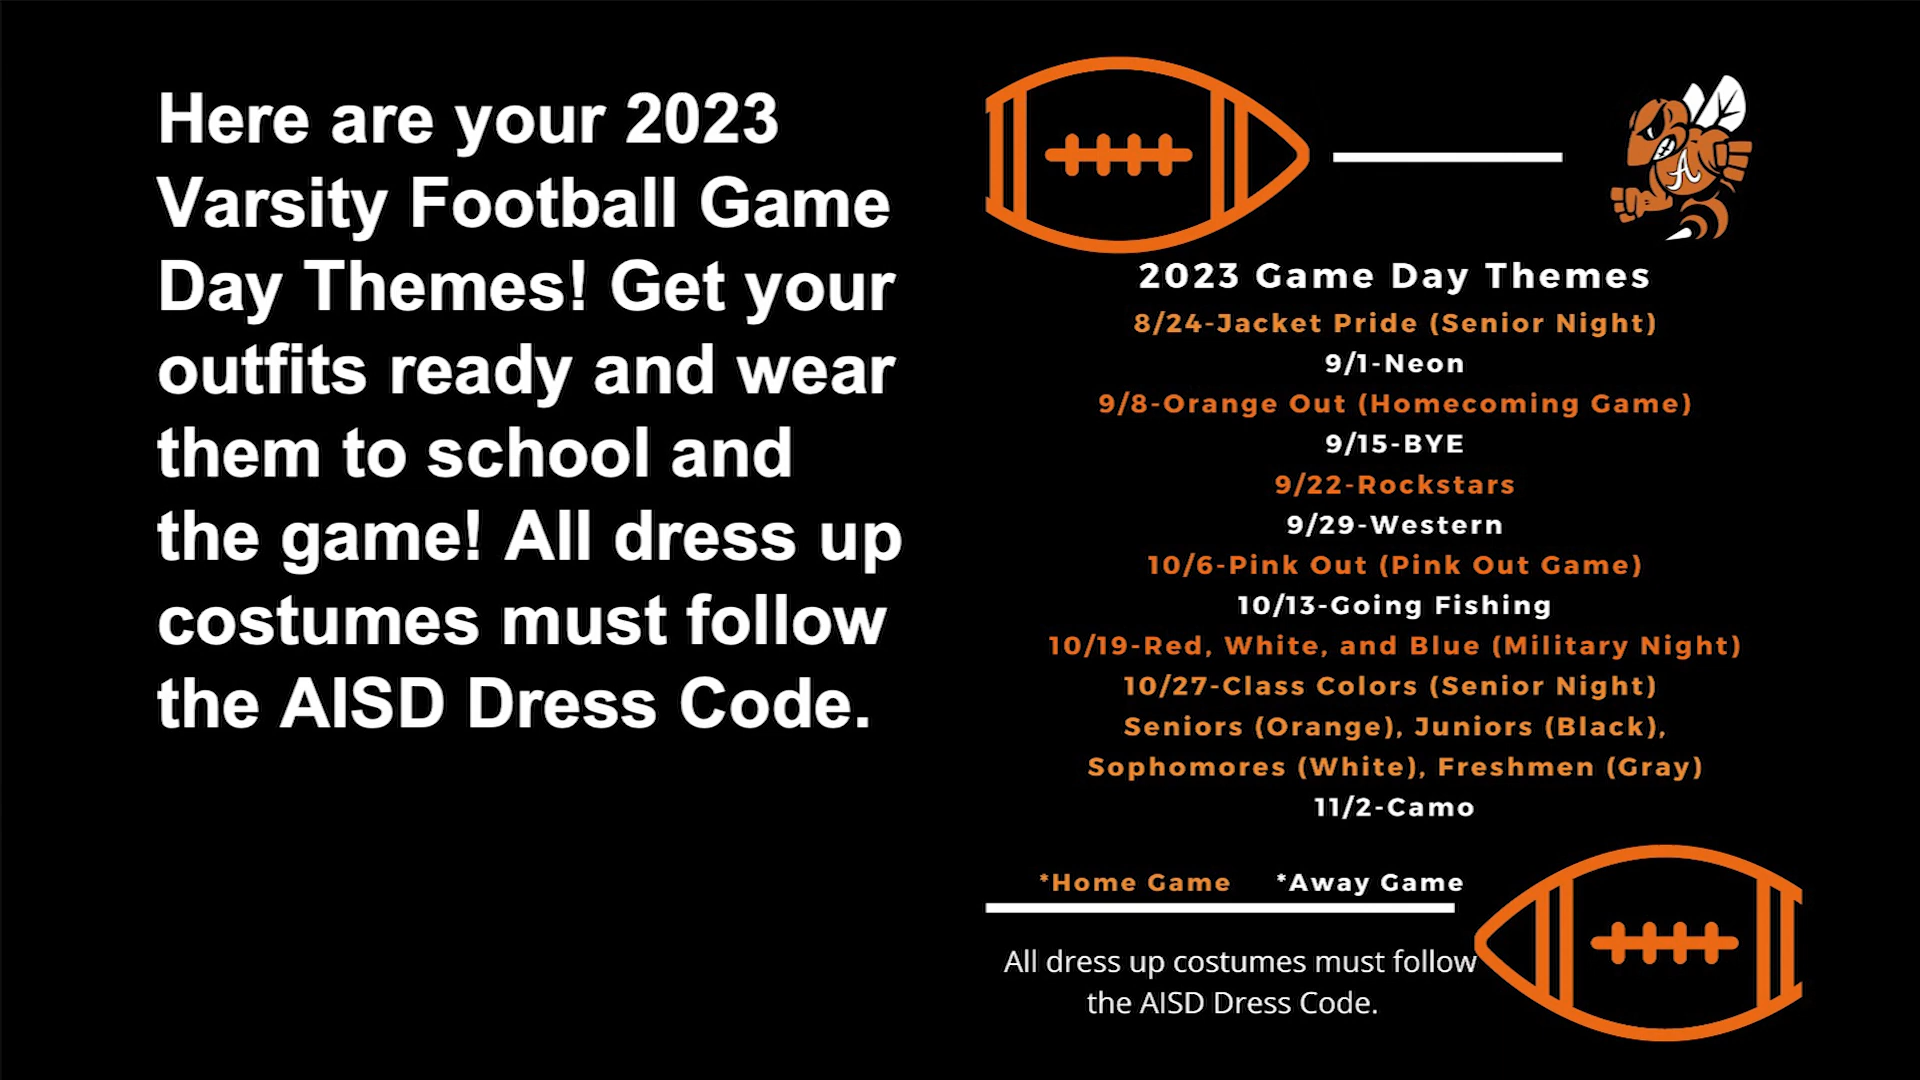 Here are your 2023
Varsity Football Game
Day Themes! Get your
outfits ready and wear
them to school and
the game! All dress up
costumes must follow
the AISD Dress Code.
A
2023 Game Day Themes
8/24-Jacket Pride (Senior Night)
9/1-Neon
9/8-Orange Out (Homecoming Game)
9/15-BYE
9/22-Rockstars
9/29-Western
10/6-Pink Out (Pink Out Game)
10/13-Going Fishing
10/19-Red, White, and Blue (Military Night)
10/27-Class Colors (Senior Night)
Seniors (Orange), Juniors (Black),
Sophomores (White), Freshmen (Gray)
11/2-Camo
*Home Game *Away Game
All dress up costumes must follow
the AISD Dress Code.